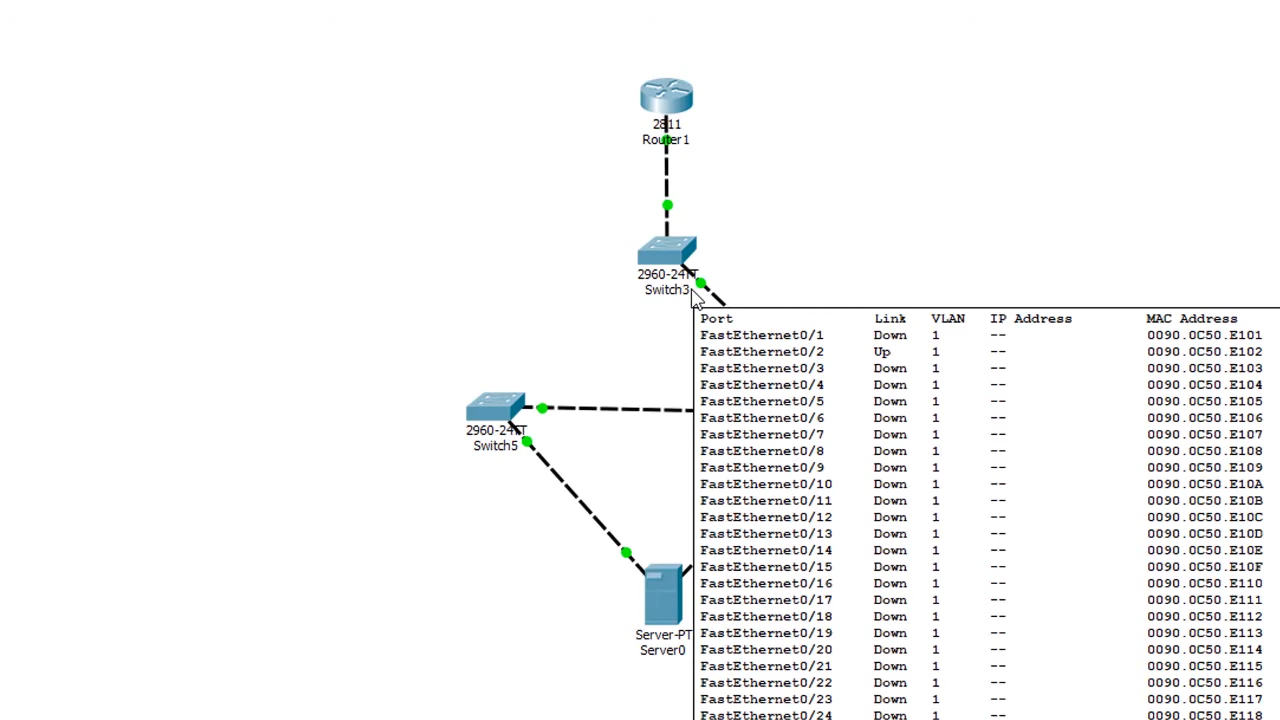 2811
Router1
2960-24TT
Switch3
Port Link VLAN IP Address MAC Address
FastEthernet0/1 Down 1 -- 0090.0C50.E101
FastEthernet0/2 Up 1 -- 0090.0C50.E102
FastEthernet0/3 Down 1 -- 0090.0C50.E103
FastEthernet0/4 Down 1 -- 0090.0C50.E104
FastEthernet0/5 Down 1 -- 0090.0C50.E105
FastEthernet0/6 Down 1 -- 0090.0C50.E106
2960-24TT
Switch5
FastEthernet0/7 Down 1 -- 0090.0C50.E107
FastEthernet0/8 Down 1 -- 0090.0C50.E108
FastEthernet0/9 Down 1 -- 0090.0C50.E109
FastEthernet0/10 Down 1 -- 0090.0C50.E10A
FastEthernet0/11 Down 1 -- 0090.0C50.E10B
FastEthernet0/12 Down 1 -- 0090.0C50.E10C
FastEthernet0/13 Down 1 -- 0090.0C50.E10D
FastEthernet0/14 Down 1 -- 0090.0C50.E10E
FastEthernet0/15 Down 1 -- 0090.0C50.E10F
FastEthernet0/16 Down 1 -- 0090.0C50.E110
FastEthernet0/17 Down 1 -- 0090.0C50.E111
FastEthernet0/18 Down 1 -- 0090.0C50.E112
FastEthernet0/19 Down 1 -- 0090.0C50.E113
Server-PT
Server0
FastEthernet0/20 Down 1 -- 0090.0C50.E114
FastEthernet0/21 Down 1 -- 0090.0C50.E115
FastEthernet0/22 Down 1 -- 0090.0C50.E116
FastEthernet0/23 Down 1 -- 0090.0C50.E117
FastEthernet0/24 Down 1 -- 0090.0C50.E118